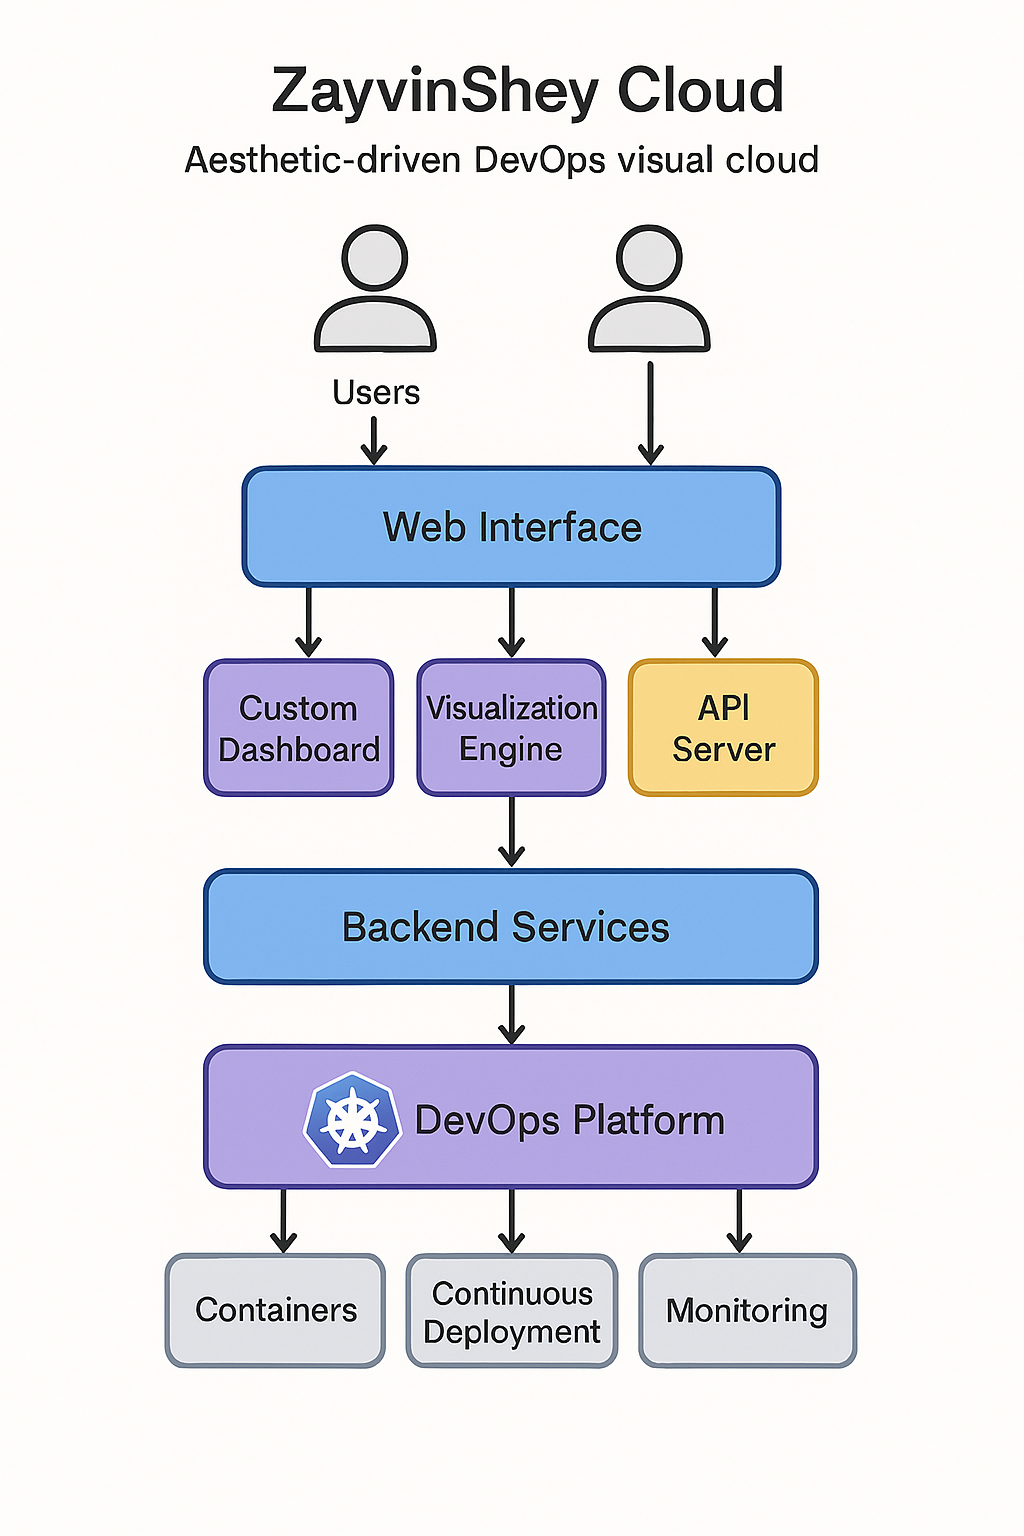 ZayvinShey Cloud
Aesthetic-driven DevOps visual cloud
Users
Web Interface
Custom
Dashboard
Visualization
Engine
API
Server
Backend Services
DevOps Platform
Containers
Continuous
Deployment
Monitoring